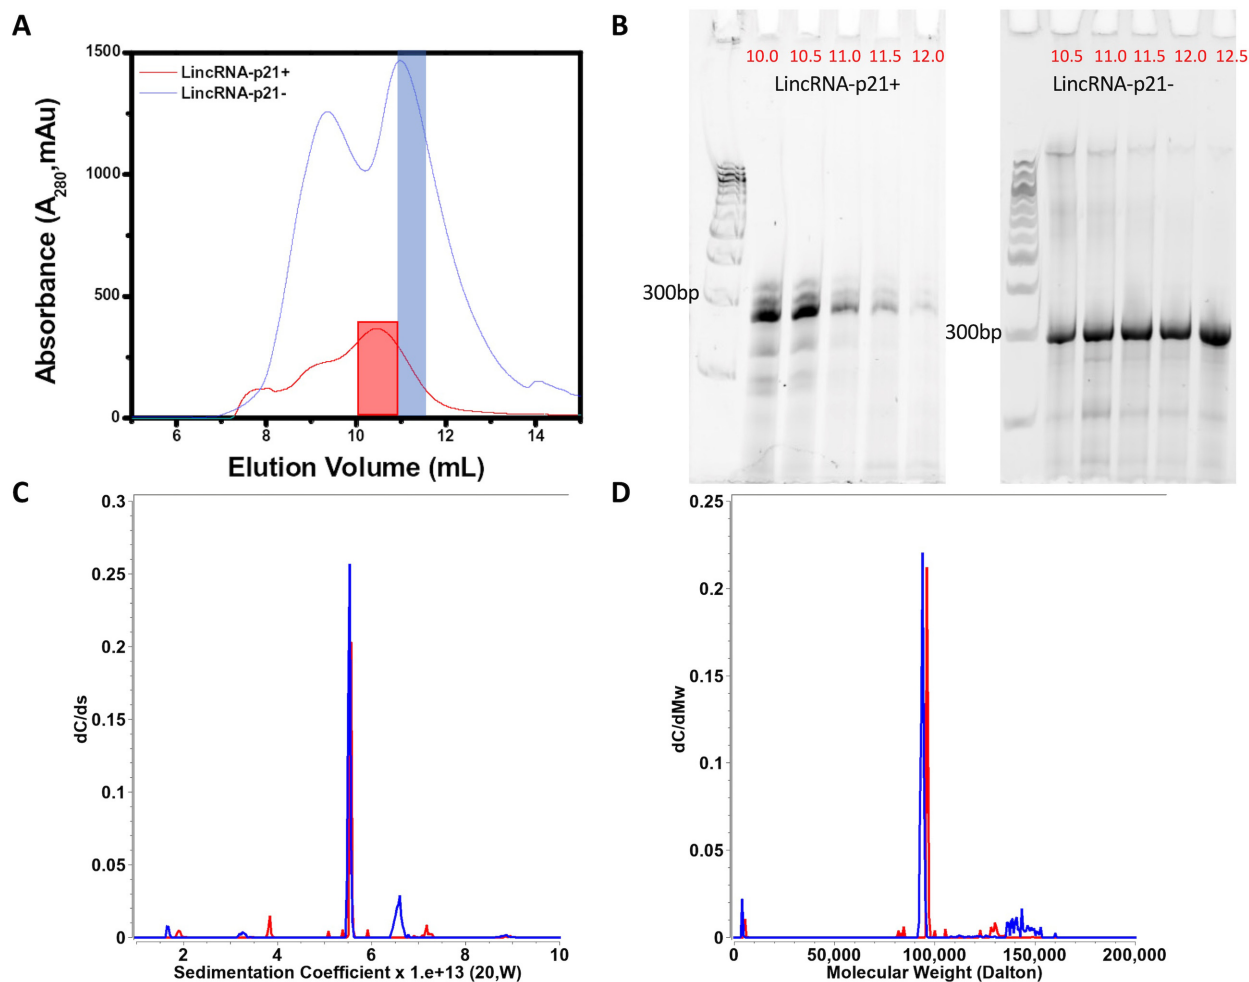 A
1500
1000
500
0
Absorbance (A280,mAu)
LincRNA-p21+
LincRNA-p21-
6 8 10 12 14
Elution Volume (mL)
B
10.0 10.5 11.0 11.5 12.0
LincRNA-p21+
300bp
10.5 11.0 11.5 12.0 12.5
LincRNA-p21-
300bp
C
0.3
0.25
0.2
0.15
0.1
0.05
0
dC/ds
2 4 6 8 10
Sedimentation Coefficient x 1.e+13 (20,W)
D
0.25
0.2
0.15
0.1
0.05
0
dC/dMw
0 50,000 100,000 150,000 200,000
Molecular Weight (Dalton)